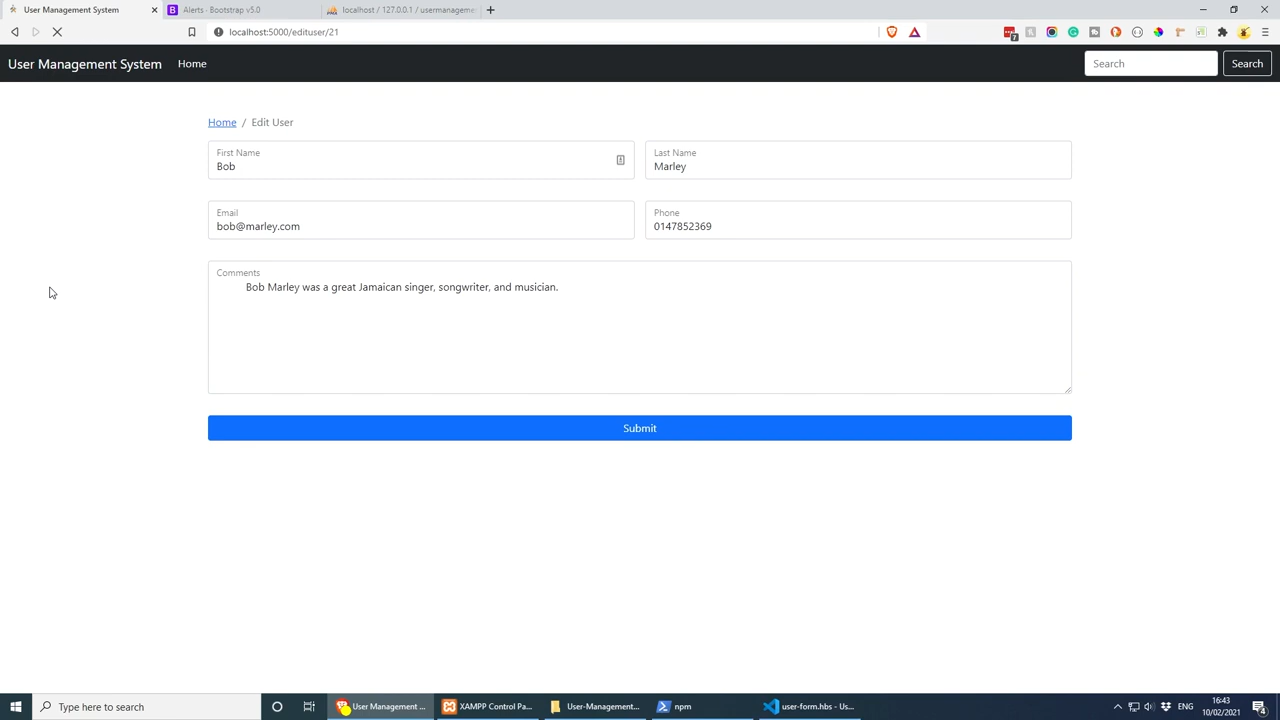 User Management System
Alerts · Bootstrap v5.0
localhost / 127.0.0.1 / usermanageme
localhost:5000/edituser/21
7
User Management System
Home
Search
Search
Home / Edit User
First Name
Bob
Last Name
Marley
Email
bob@marley.com
Phone
0147852369
Comments
Bob Marley was a great Jamaican singer, songwriter, and musician.
Submit
Type here to search
User Management ...
XAMPP Control Pa...
User-Management...
npm
user-form.hbs - Us...
ENG
16:43
10/02/2021
4